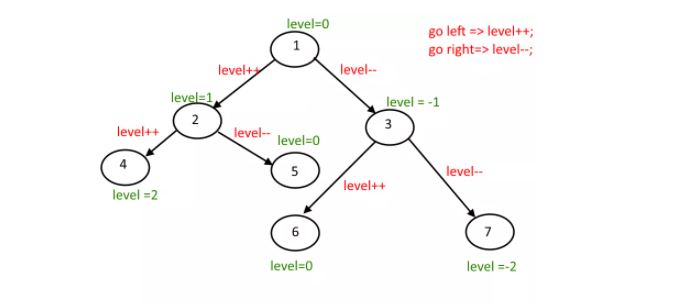 level=0
go left => level++;
1
go right=> level--;
level++
level--
level=1
level = -1
2
3
level++
level--
level=0
4
5
level--
level++
level =2
6
7
level=0
level =-2